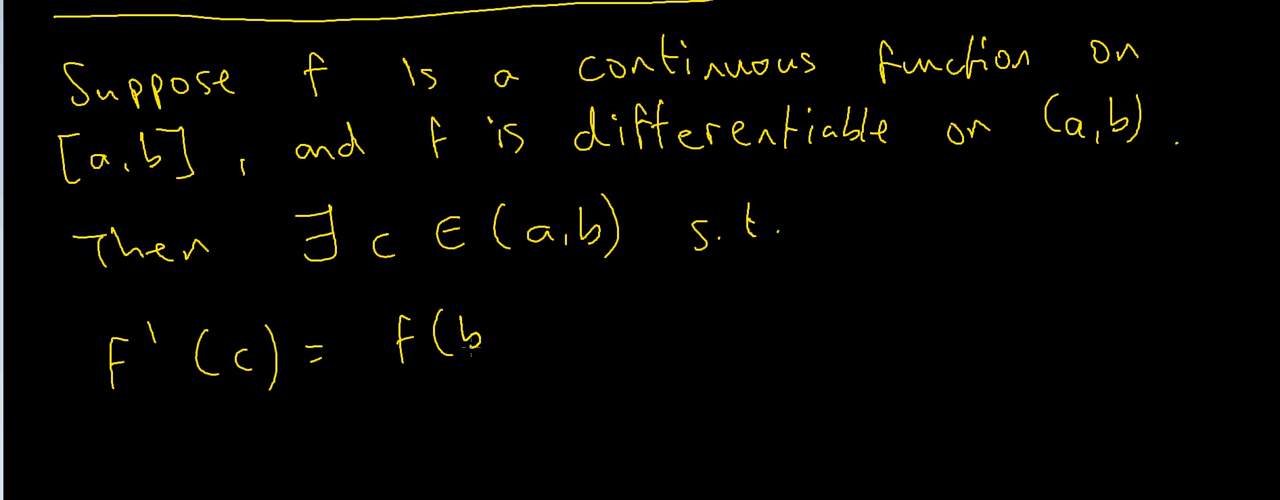 Suppose f is a continuous function on
[a,b], and f is differentiable on (a,b).
Then ∃ c ∈ (a,b) s.t.
f'(c) = f(b